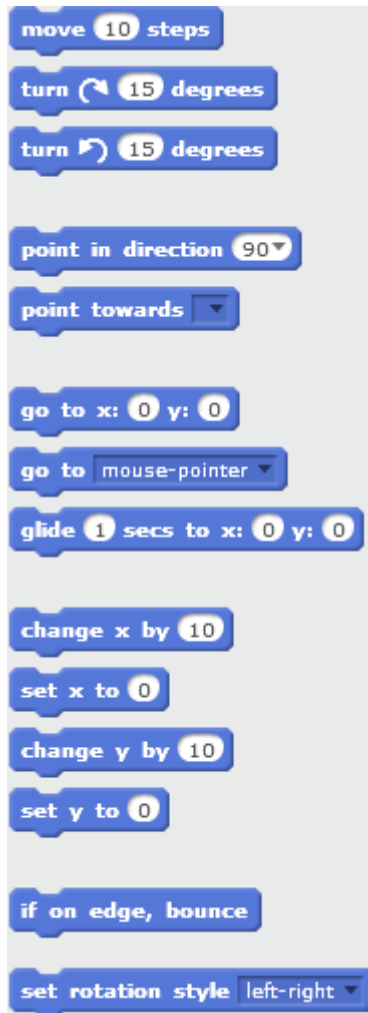 move 10 steps
turn 15 degrees
turn 15 degrees
point in direction 90
point towards
go to x: 0 y: 0
go to mouse-pointer
glide 1 secs to x: 0 y: 0
change x by 10
set x to 0
change y by 10
set y to 0
if on edge, bounce
set rotation style left-right